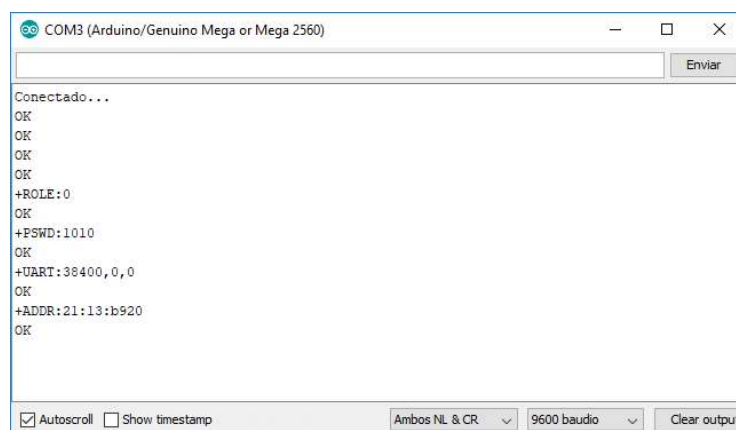 COM3 (Arduino/Genuino Mega or Mega 2560)
Enviar
Conectado...
OK
OK
OK
OK
+ROLE:0
OK
+PSWD:1010
OK
+UART:38400,0,0
OK
+ADDR:21:13:b920
OK
Autoscroll Show timestamp Ambos NL & CR 9600 baudio Clear output